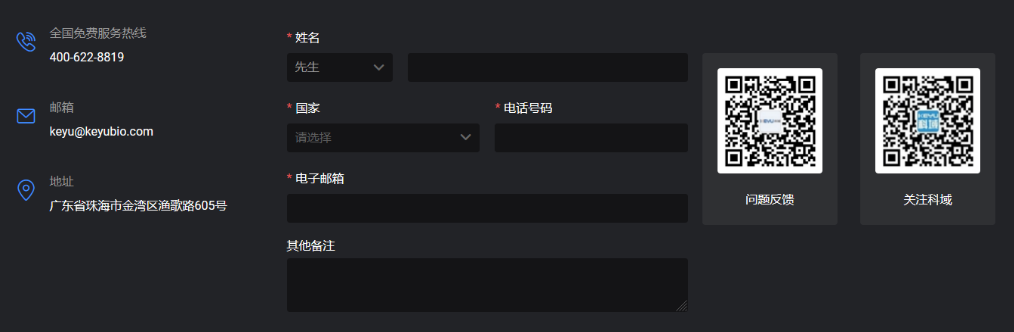 全国免费服务热线
400-622-8819
邮箱
keyu@keyubio.com
地址
广东省珠海市金湾区渔歌路605号
* 姓名
先生
* 国家
* 电话号码
请选择
* 电子邮箱
其他备注
问题反馈
KEYU
科域
关注科域